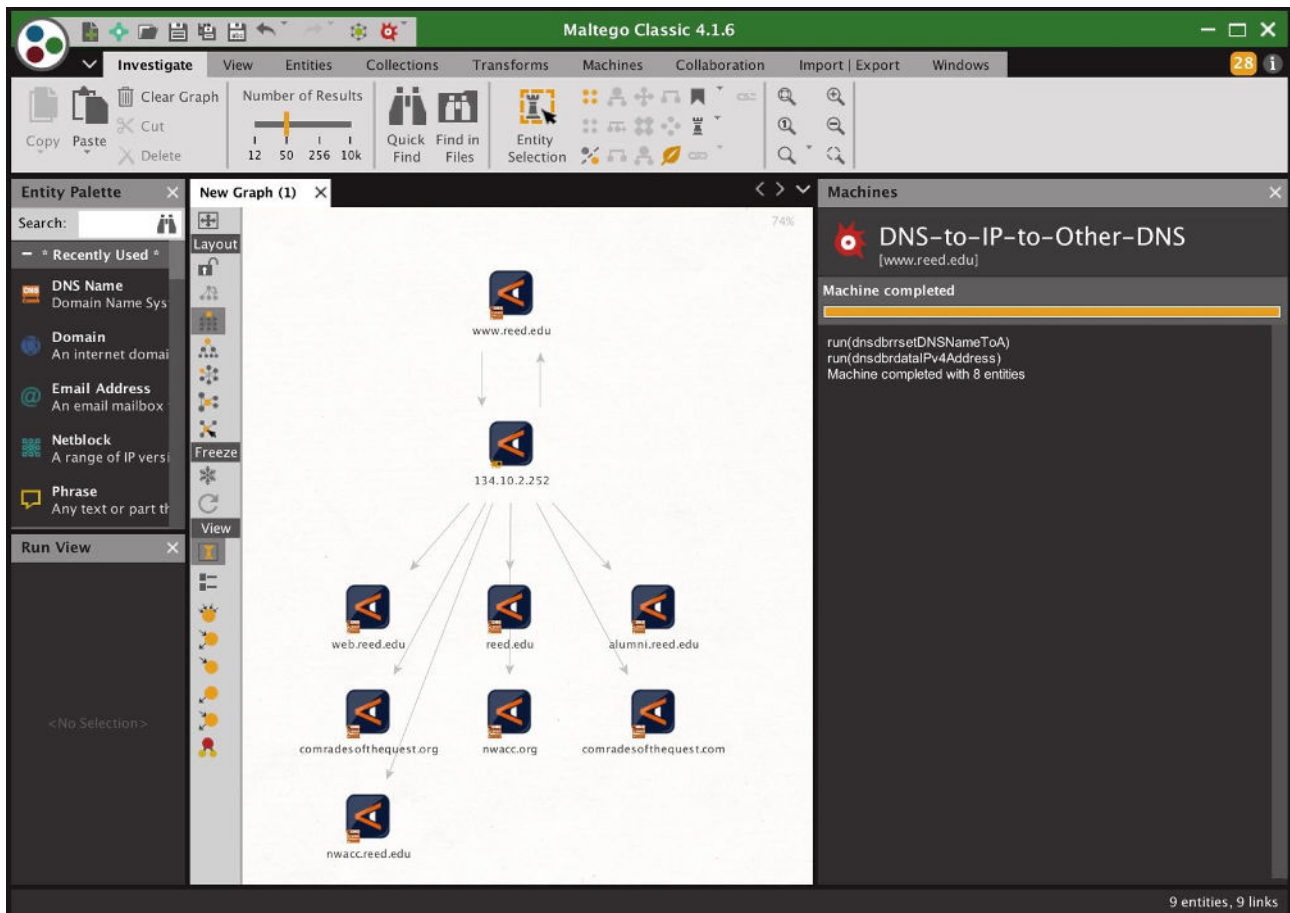 Maltego Classic 4.1.6
Investigate View Entities Collections Transforms Machines Collaboration Import | Export Windows 28
Copy
Paste
Clear Graph
Cut
Delete
Number of Results
12 50 256 10k
Quick Find
Find in Files
Entity Selection
Entity Palette
Search:
* Recently Used *
DNS Name
Domain Name Sys
Domain
An internet domai
Email Address
An email mailbox
Netblock
A range of IP versi
Phrase
Any text or part th
Run View
<No Selection>
New Graph (1)
Layout
Freeze
View
74%
www.reed.edu
134.10.2.252
web.reed.edu reed.edu alumni.reed.edu
comradesofthequest.org nwacc.org comradesofthequest.com
nwacc.reed.edu
Machines
DNS-to-IP-to-Other-DNS
[www.reed.edu]
Machine completed
run(dnsdbrrsetDNSNameToA)
run(dnsdbrdataIPv4Address)
Machine completed with 8 entities
9 entities, 9 links